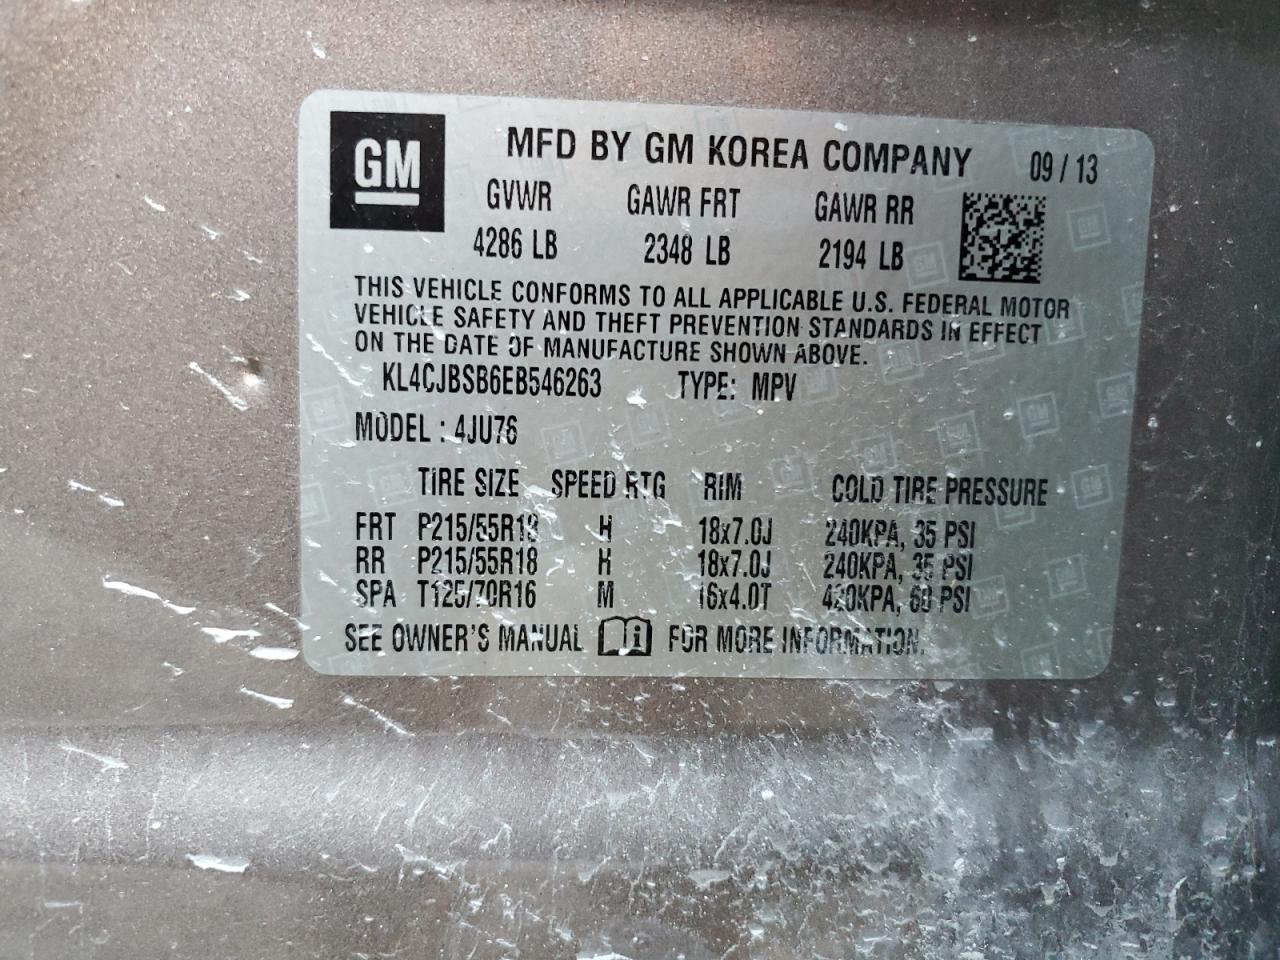 GM
MFD BY GM KOREA COMPANY 09 / 13
GVWR GAWR FRT GAWR RR
4286 LB 2348 LB 2194 LB
THIS VEHICLE CONFORMS TO ALL APPLICABLE U.S. FEDERAL MOTOR
VEHICLE SAFETY AND THEFT PREVENTION STANDARDS IN EFFECT
ON THE DATE OF MANUFACTURE SHOWN ABOVE.
KL4CJBSB6EB546263 TYPE: MPV
MODEL : 4JU76
TIRE SIZE SPEED RTG RIM COLD TIRE PRESSURE
FRT P215/55R18 H 18x7.0J 240KPA, 35 PSI
RR P215/55R18 H 18x7.0J 240KPA, 35 PSI
SPA T125/70R16 M 16x4.0T 420KPA, 60 PSI
SEE OWNER'S MANUAL FOR MORE INFORMATION.